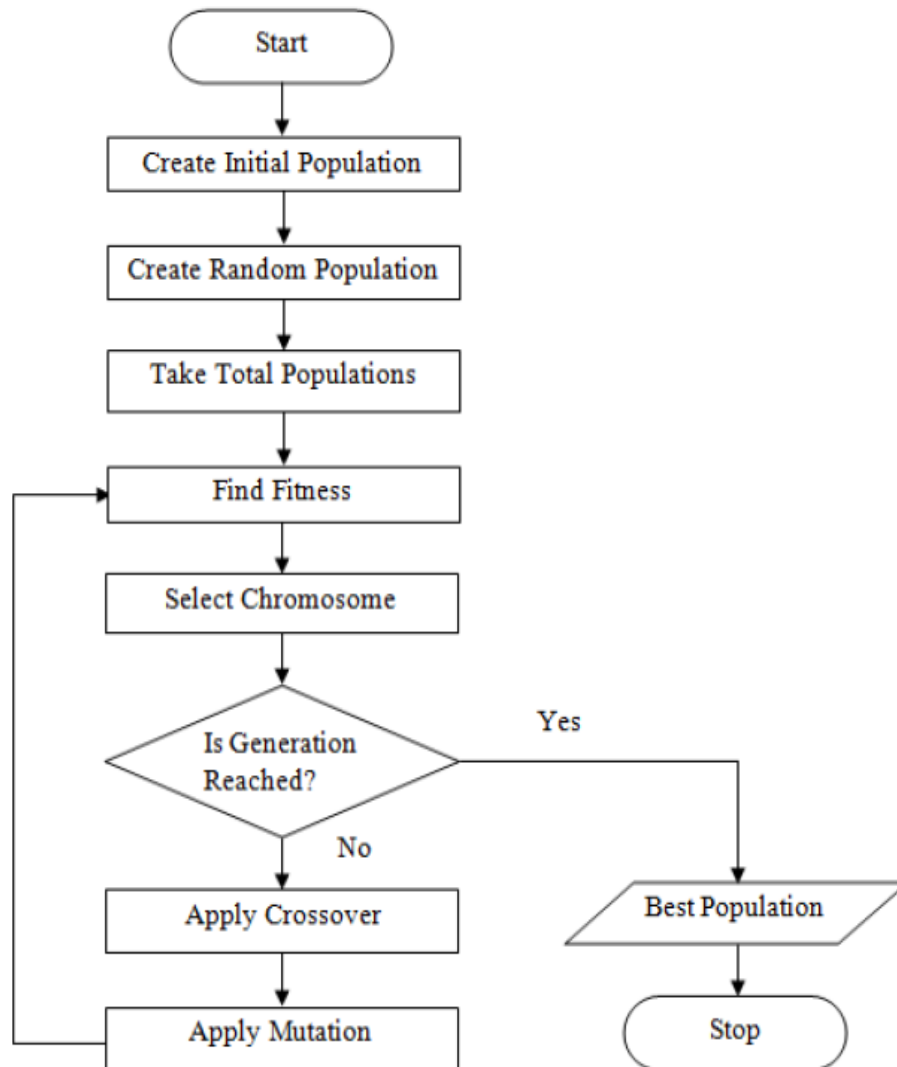 Start
Create Initial Population
Create Random Population
Take Total Populations
Find Fitness
Select Chromosome
Is Generation
Reached?
Yes
No
Apply Crossover
Best Population
Apply Mutation
Stop